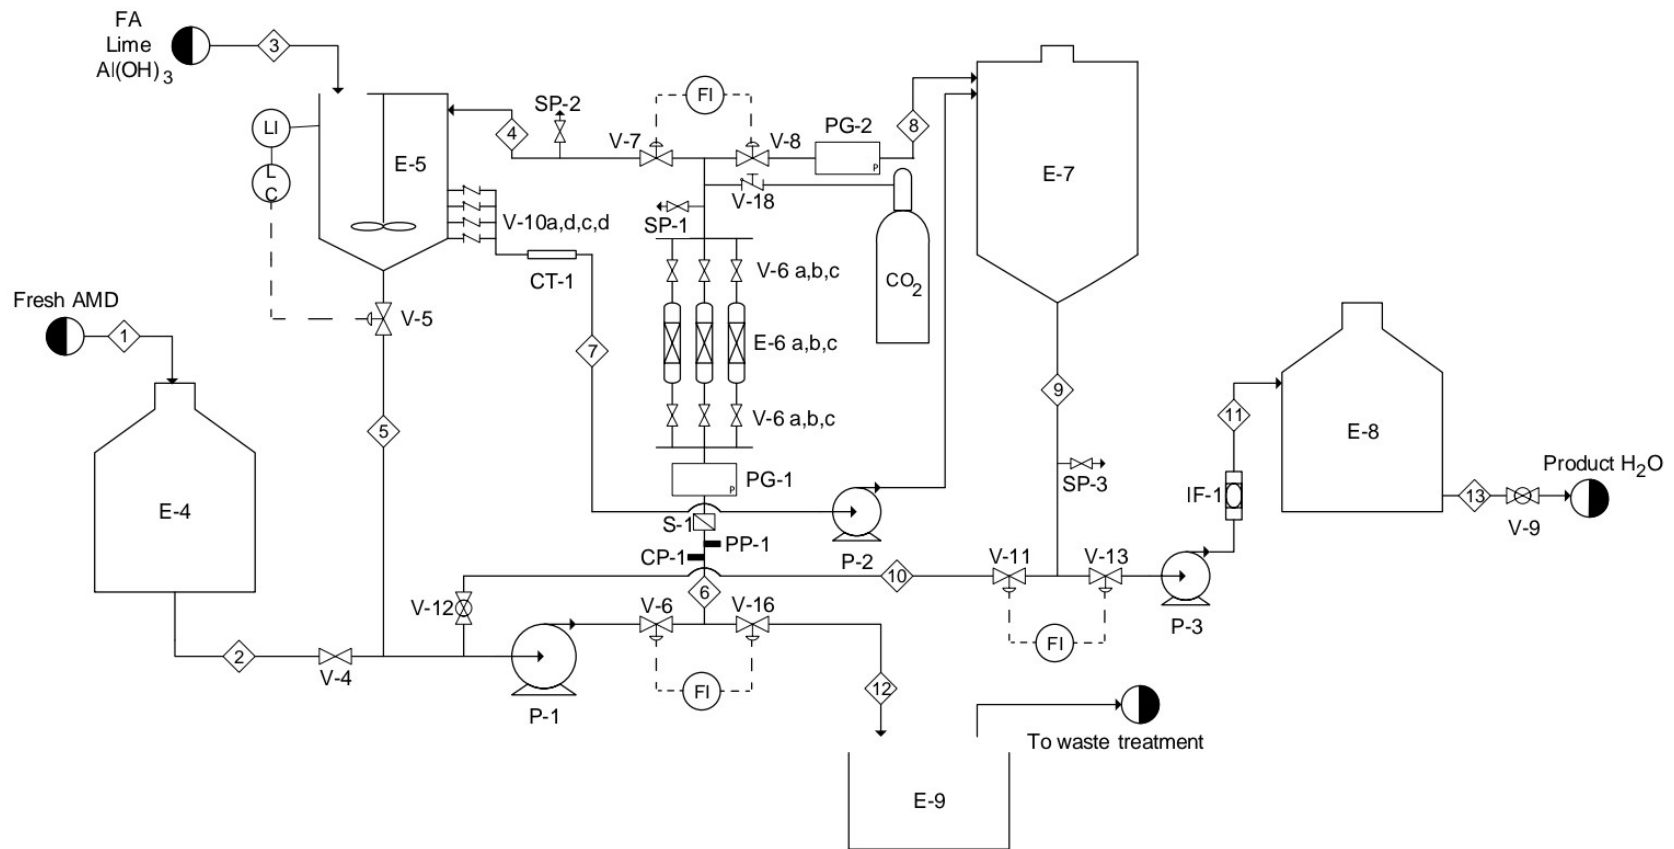 FA
Lime
Al(OH)3
3
SP-2
FI
V-7
V-8
PG-2
8
LI
4
E-5
E-7
L
C
V-18
SP-1
V-10a,d,c,d
CT-1
V-6 a,b,c
CO2
Fresh AMD
1
V-5
7
E-6 a,b,c
9
5
V-6 a,b,c
11
E-8
PG-1
SP-3
Product H2O
E-4
IF-1
13
S-1
V-9
PP-1
CP-1
P-2
V-11
V-13
10
6
V-12
V-6
V-16
P-3
2
V-4
FI
P-1
FI
12
To waste treatment
E-9
P
P